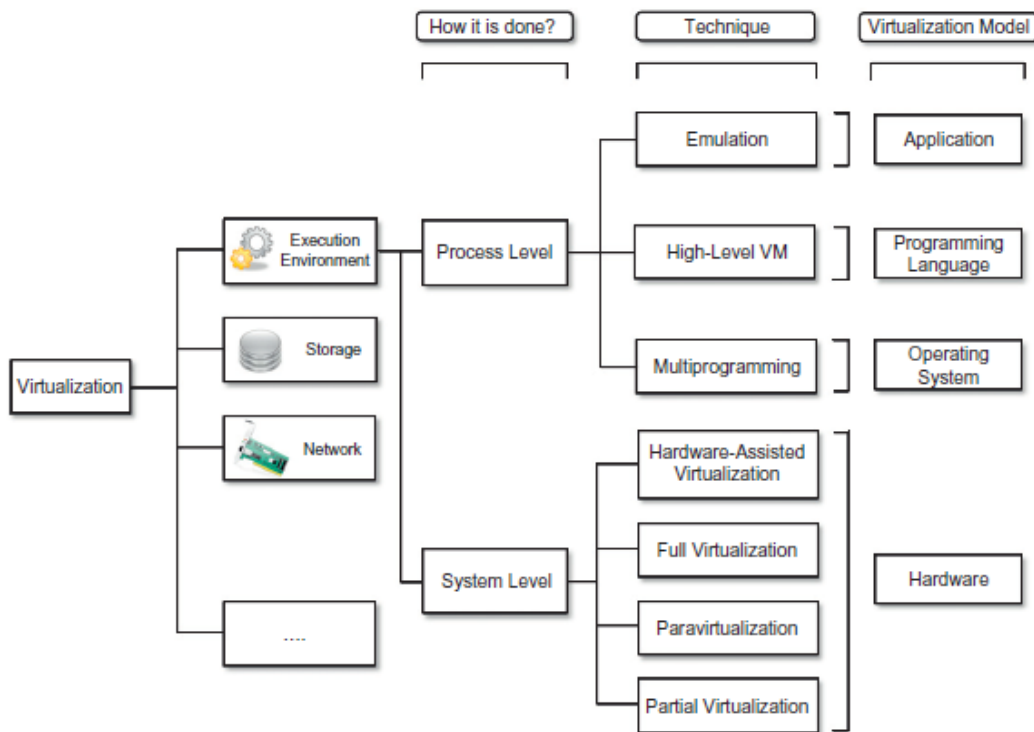 How it is done?
Technique
Virtualization Model
Emulation
Application
Execution
Environment
Process Level
High-Level VM
Programming
Language
Storage
Virtualization
Multiprogramming
Operating
System
Network
Hardware-Assisted
Virtualization
System Level
Full Virtualization
Hardware
....
Paravirtualization
Partial Virtualization